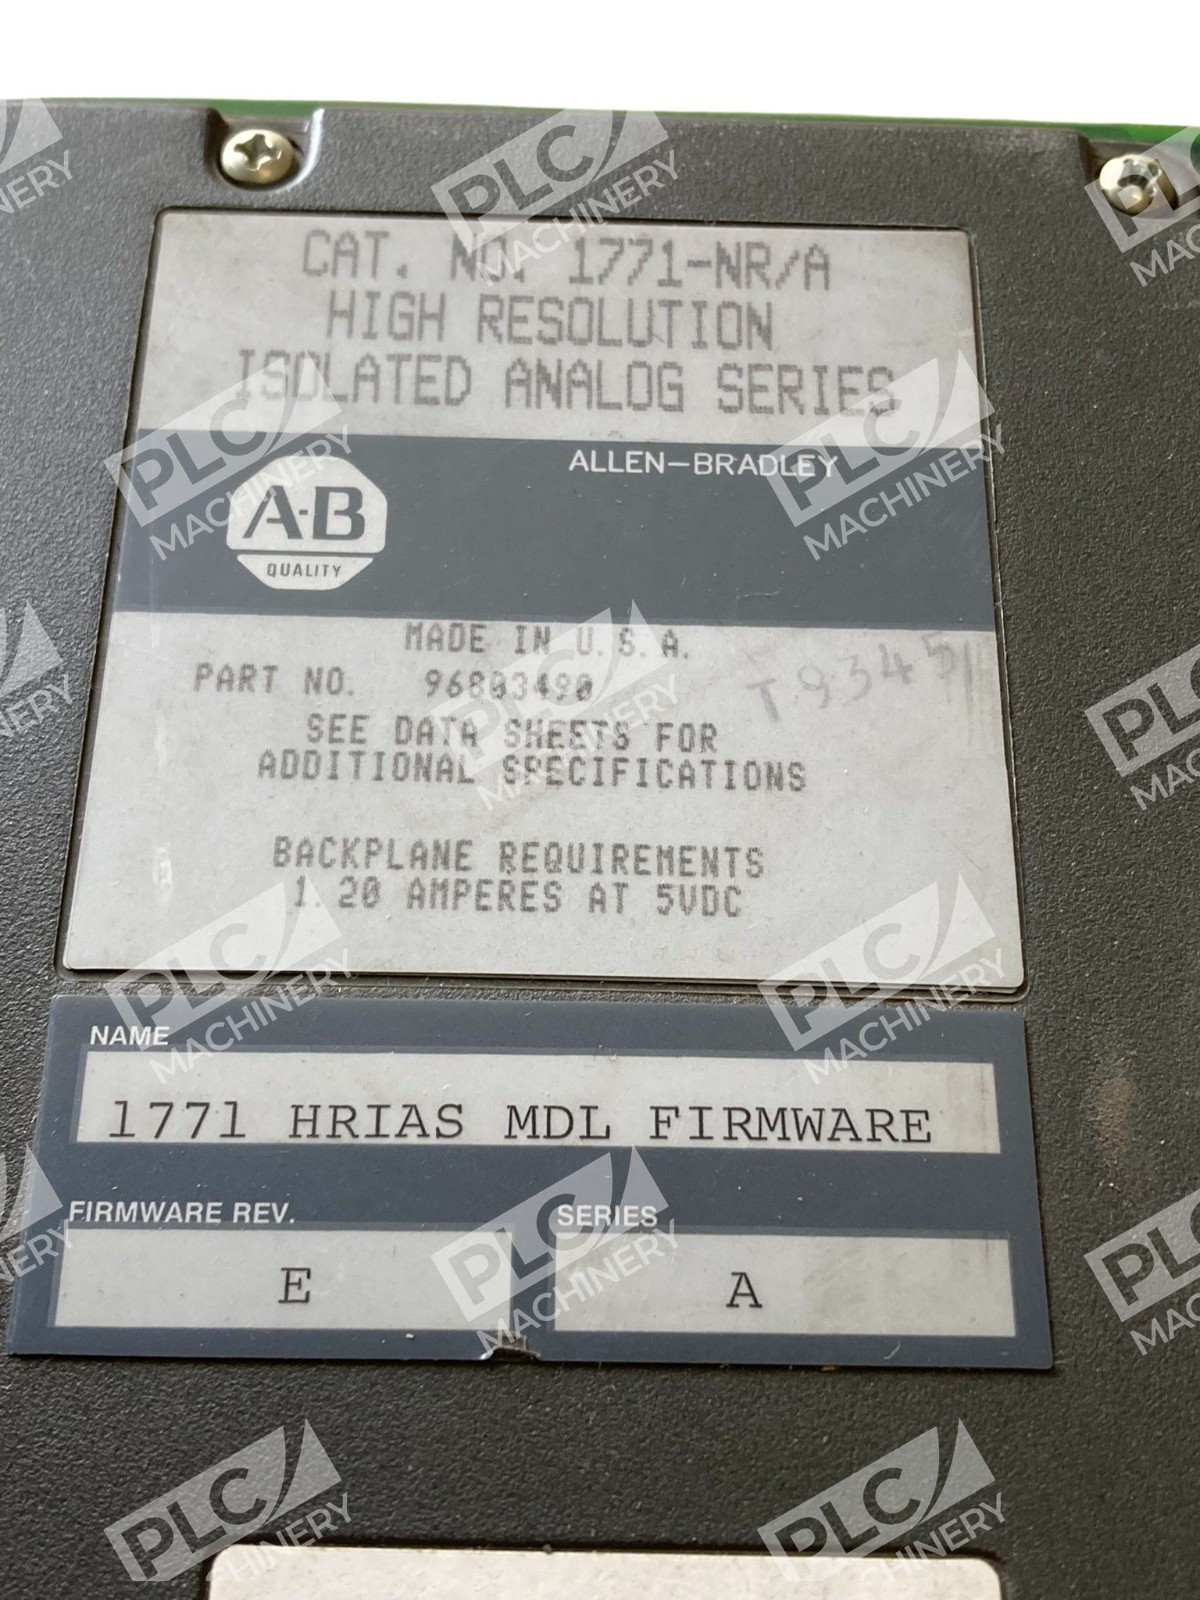 CAT. NO. 1771-NR/A
HIGH RESOLUTION
ISOLATED ANALOG SERIES
ALLEN-BRADLEY
A-B
QUALITY
MADE IN U.S.A.
PART NO. 96803490
T9345
SEE DATA SHEETS FOR
ADDITIONAL SPECIFICATIONS
BACKPLANE REQUIREMENTS
1.20 AMPERES AT 5VDC
NAME
1771 HRIAS MDL FIRMWARE
FIRMWARE REV.
SERIES
E
A
PLC MACHINERY